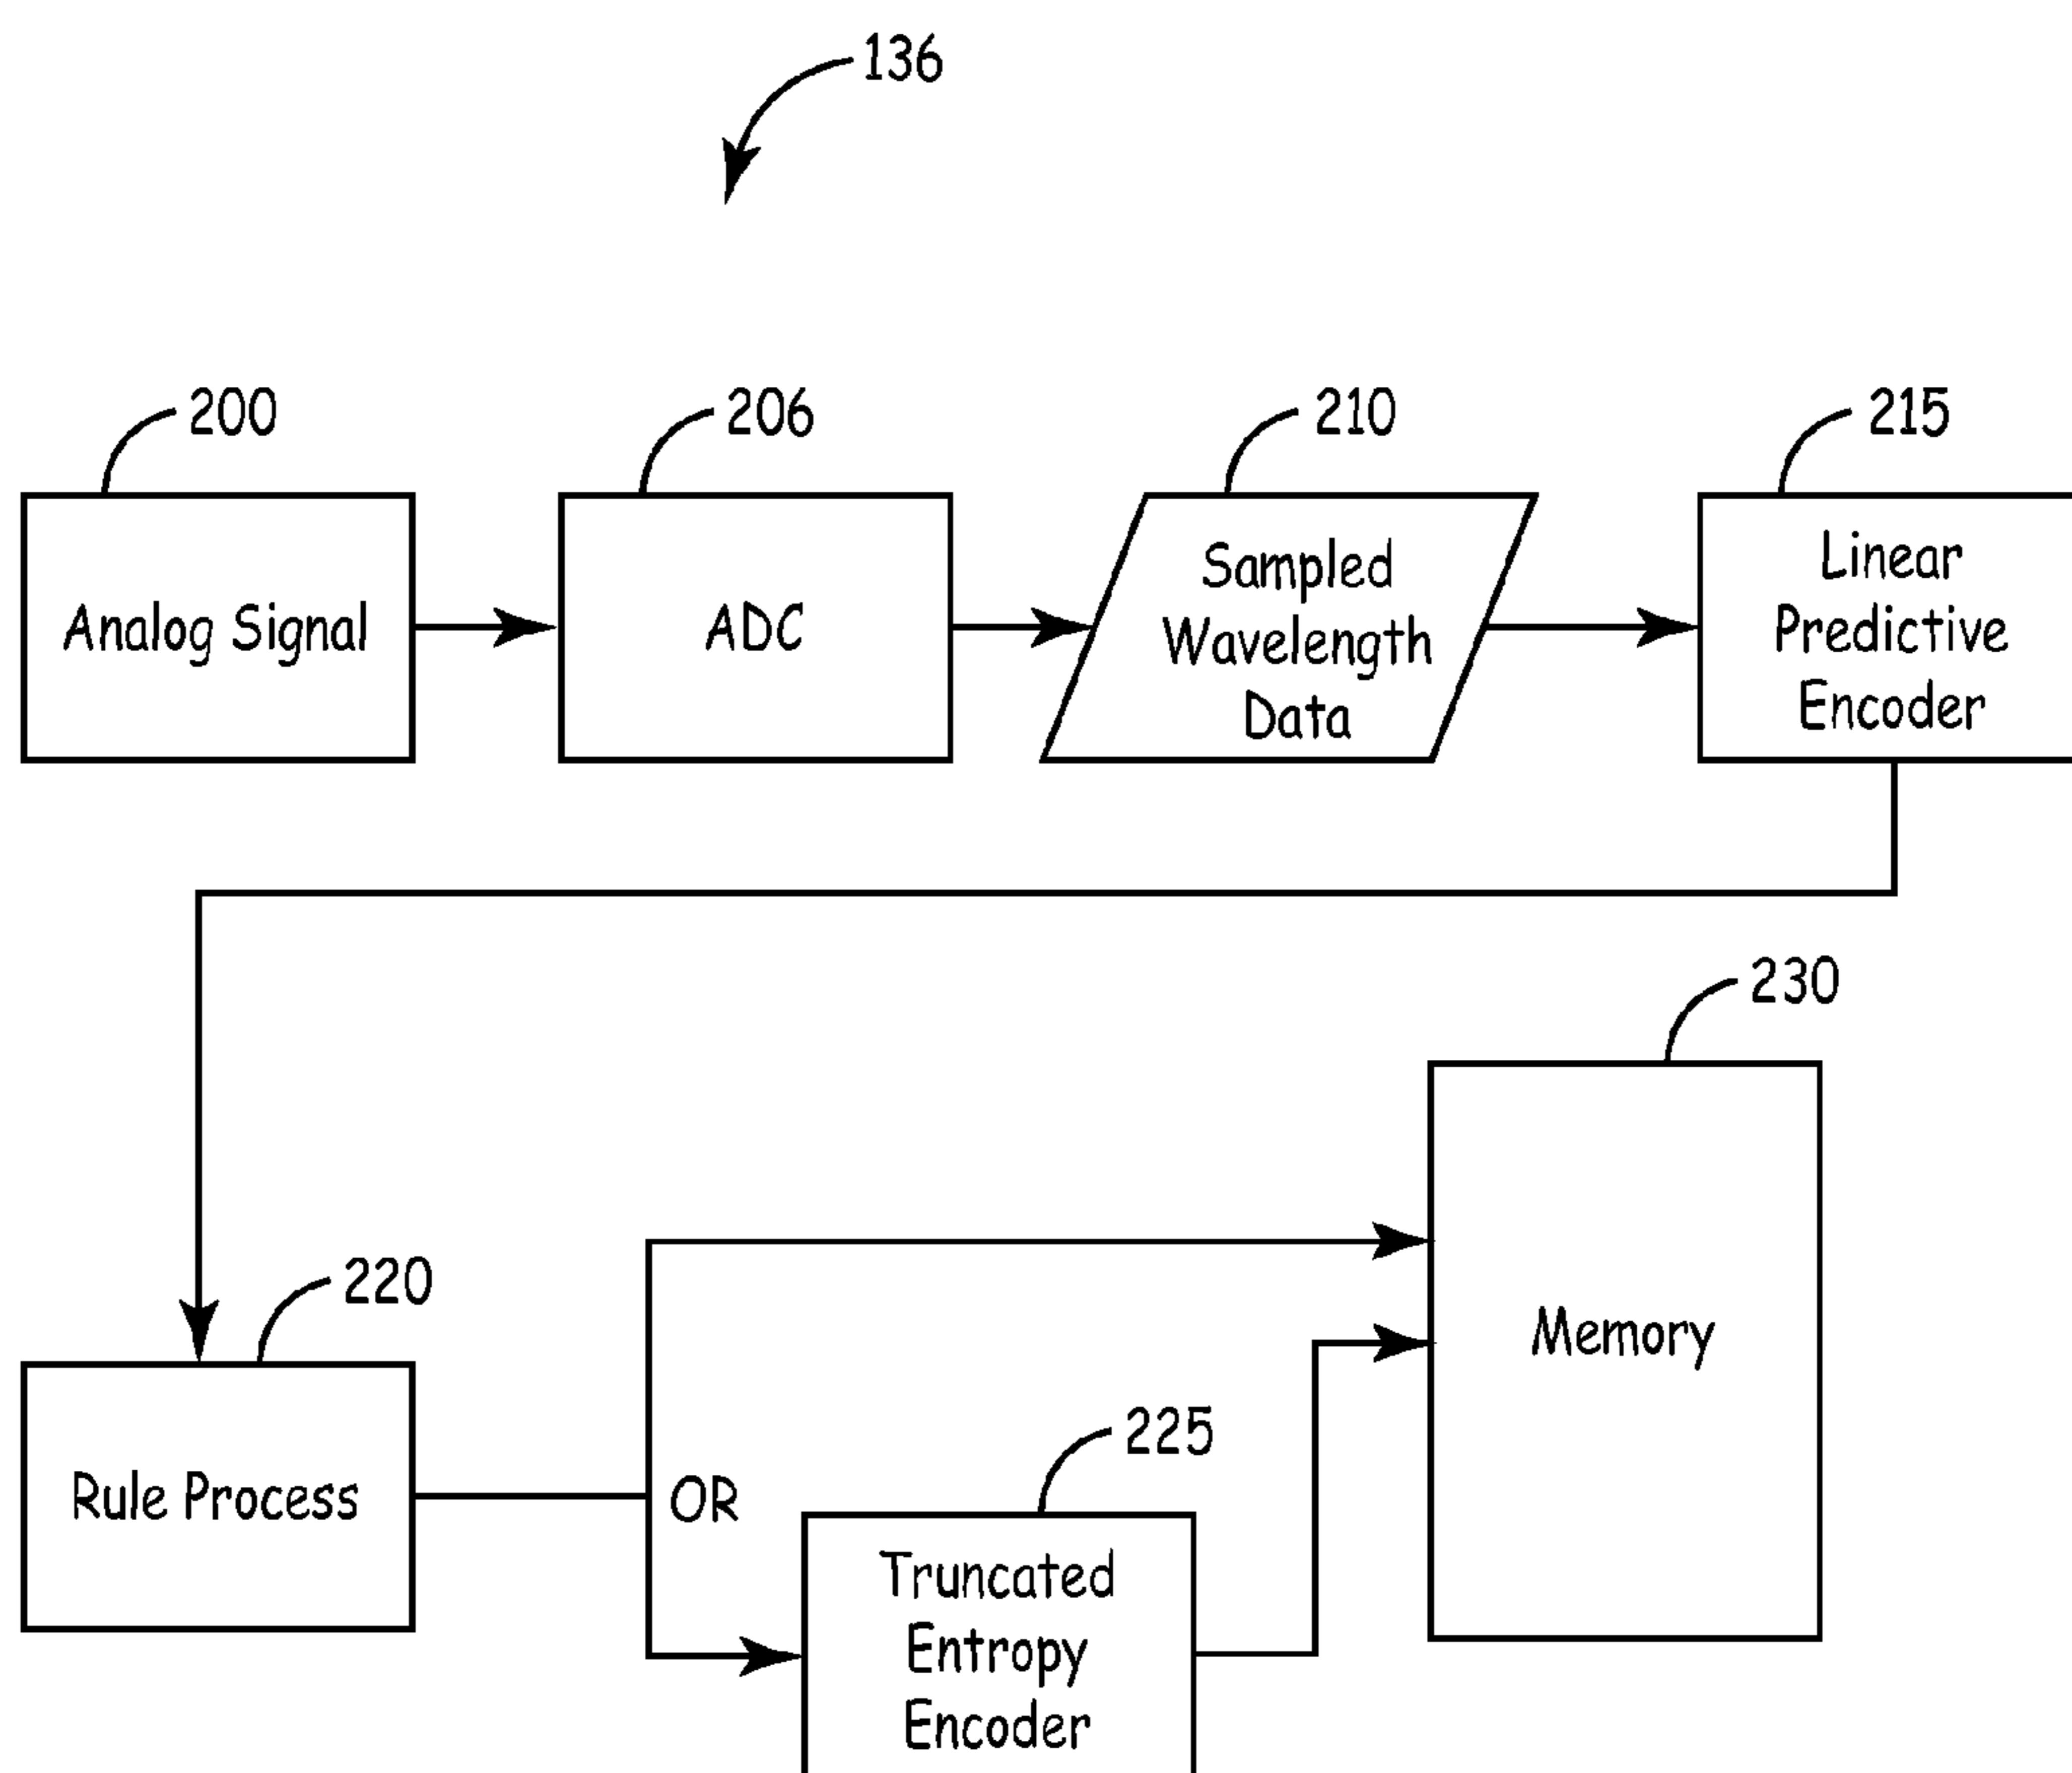 136
200
206
210
215
Analog Signal
ADC
Sampled
Wavelength
Data
Linear
Predictive
Encoder
230
220
Memory
225
Rule Process
OR
Truncated
Entropy
Encoder